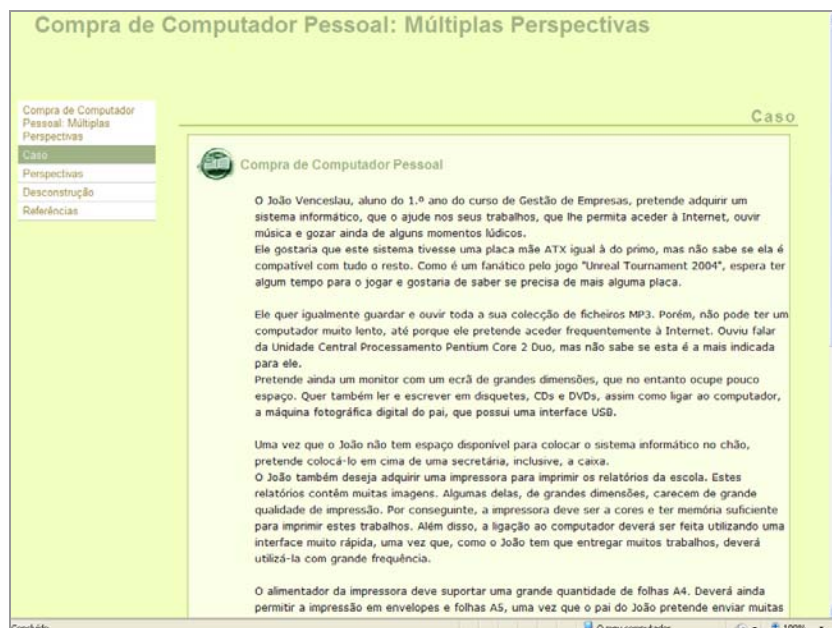 Compra de Computador Pessoal: Múltiplas Perspectivas
Compra de Computador
Pessoal: Múltiplas
Perspectivas
Caso
Perspectivas
Desconstrução
Referências
Caso
Compra de Computador Pessoal
O João Venceslau, aluno do 1.º ano do curso de Gestão de Empresas, pretende adquirir um
sistema informático, que o ajude nos seus trabalhos, que lhe permita aceder à Internet, ouvir
música e gozar ainda de alguns momentos lúdicos.
Ele gostaria que este sistema tivesse uma placa mãe ATX igual à do primo, mas não sabe se ela é
compatível com tudo o resto. Como é um fanático pelo jogo "Unreal Tournament 2004", espera ter
algum tempo para o jogar e gostaria de saber se precisa de mais alguma placa.
Ele quer igualmente guardar e ouvir toda a sua colecção de ficheiros MP3. Porém, não pode ter um
computador muito lento, até porque ele pretende aceder frequentemente à Internet. Ouviu falar
da Unidade Central Processamento Pentium Core 2 Duo, mas não sabe se esta é a mais indicada
para ele.
Pretende ainda um monitor com um ecrã de grandes dimensões, que no entanto ocupe pouco
espaço. Quer também ler e escrever em disquetes, CDs e DVDs, assim como ligar ao computador,
a máquina fotográfica digital do pai, que possui uma interface USB.
Uma vez que o João não tem espaço disponível para colocar o sistema informático no chão,
pretende colocá-lo em cima de uma secretária, inclusive, a caixa.
O João também deseja adquirir uma impressora para imprimir os relatórios da escola. Estes
relatórios contêm muitas imagens. Algumas delas, de grandes dimensões, carecem de grande
qualidade de impressão. Por conseguinte, a impressora deve ser a cores e ter memória suficiente
para imprimir estes trabalhos. Além disso, a ligação ao computador deverá ser feita utilizando uma
interface muito rápida, uma vez que, como o João tem que entregar muitos trabalhos, deverá
utilizá-la com grande frequência.
O alimentador da impressora deve suportar uma grande quantidade de folhas A4. Deverá ainda
permitir a impressão em envelopes e folhas A5, uma vez que o pai do João pretende enviar muitas
Concluído
O meu computador
100%